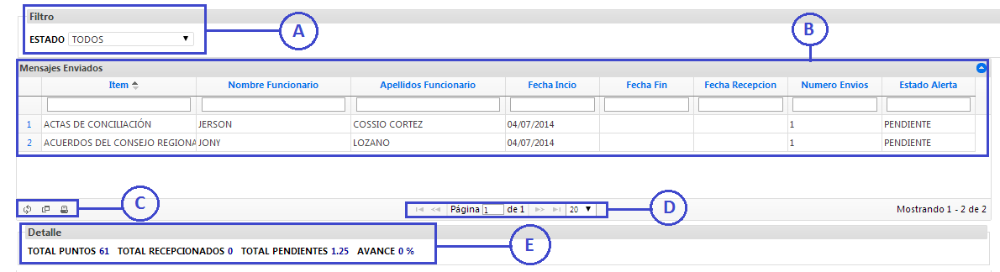 Filtro
A
B
ESTADO TODOS
Mensajes Enviados
Item Nombre Funcionario Apellidos Funcionario Fecha Incio Fecha Fin Fecha Recepcion Numero Envios Estado Alerta
1 ACTAS DE CONCILIACIÓN JERSON COSSIO CORTEZ 04/07/2014 1 PENDIENTE
2 ACUERDOS DEL CONSEJO REGIONA JONY LOZANO 04/07/2014 1 PENDIENTE
C
D
Página 1 de 1 20 Mostrando 1 - 2 de 2
Detalle
E
TOTAL PUNTOS 61 TOTAL RECEPCIONADOS 0 TOTAL PENDIENTES 1.25 AVANCE 0 %